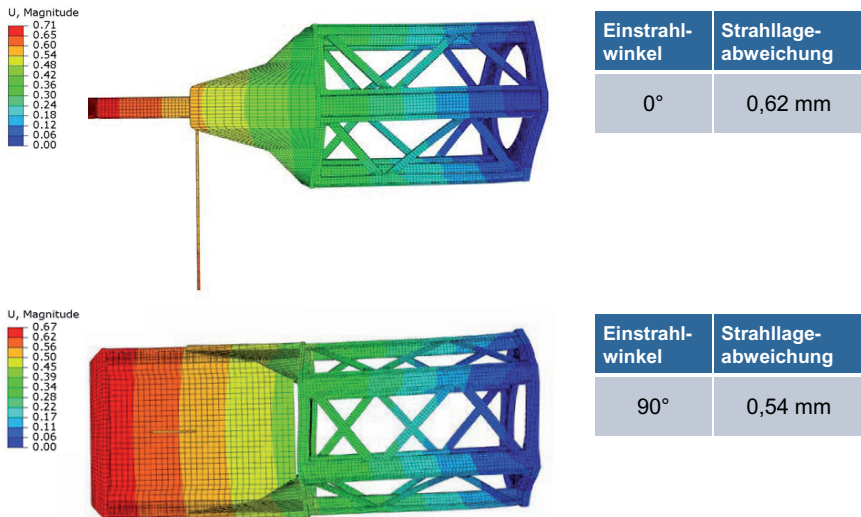 U, Magnitude
0.71
0.65
0.60
0.54
0.48
0.42
0.36
0.30
0.24
0.18
0.12
0.06
0.00
Einstrahl-
winkel
Strahllage-
abweichung
0°
0,62 mm
U, Magnitude
0.67
0.62
0.56
0.50
0.45
0.39
0.34
0.28
0.22
0.17
0.11
0.06
0.00
Einstrahl-
winkel
Strahllage-
abweichung
90°
0,54 mm